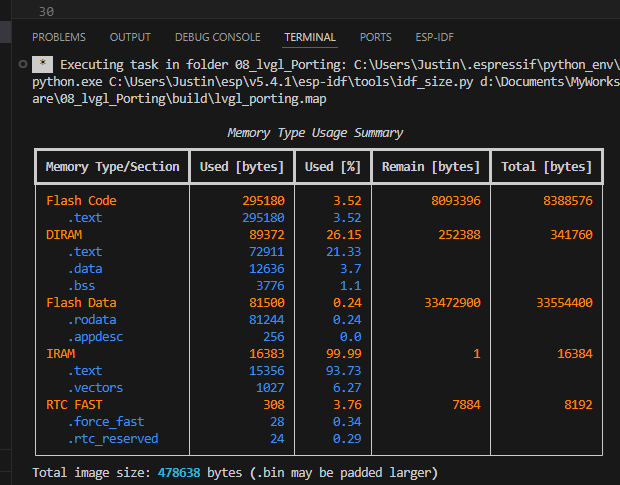 30
PROBLEMS OUTPUT DEBUG CONSOLE TERMINAL PORTS ESP-IDF
* Executing task in folder 08_lvgl_Porting: C:\Users\Justin\.espressif\python_env\
python.exe C:\Users\Justin\esp\v5.4.1\esp-idf\tools\idf_size.py d:\Documents\MyWorks
are\08_lvgl_Porting\build\lvgl_porting.map
Memory Type Usage Summary
Memory Type/Section Used [bytes] Used [%] Remain [bytes] Total [bytes]
Flash Code 295180 3.52 8093396 8388576
.text 295180 3.52
DIRAM 89372 26.15 252388 341760
.text 72911 21.33
.data 12636 3.7
.bss 3776 1.1
Flash Data 81500 0.24 33472900 33554400
.rodata 81244 0.24
.appdesc 256 0.0
IRAM 16383 99.99 1 16384
.text 15356 93.73
.vectors 1027 6.27
RTC FAST 308 3.76 7884 8192
.force_fast 28 0.34
.rtc_reserved 24 0.29
Total image size: 478638 bytes (.bin may be padded larger)